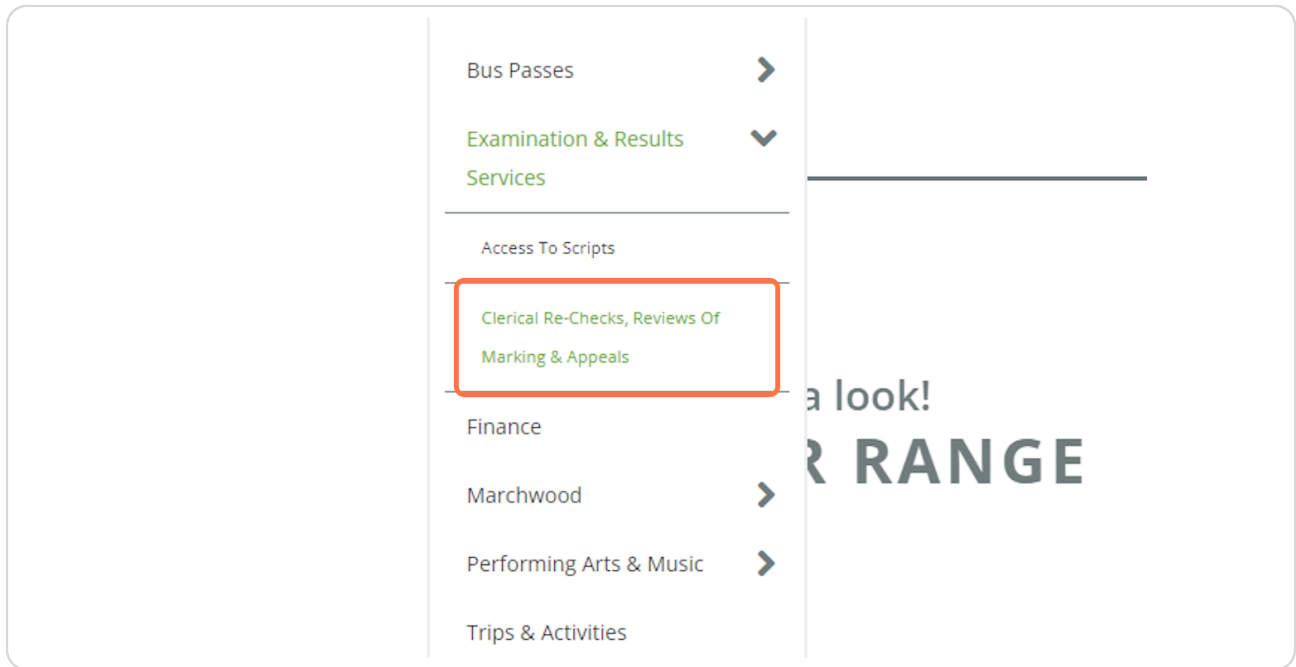 Bus Passes
Examination & Results
Services
Access To Scripts
Clerical Re-Checks, Reviews Of
Marking & Appeals
Finance
a look!
R RANGE
Marchwood
Performing Arts & Music
Trips & Activities